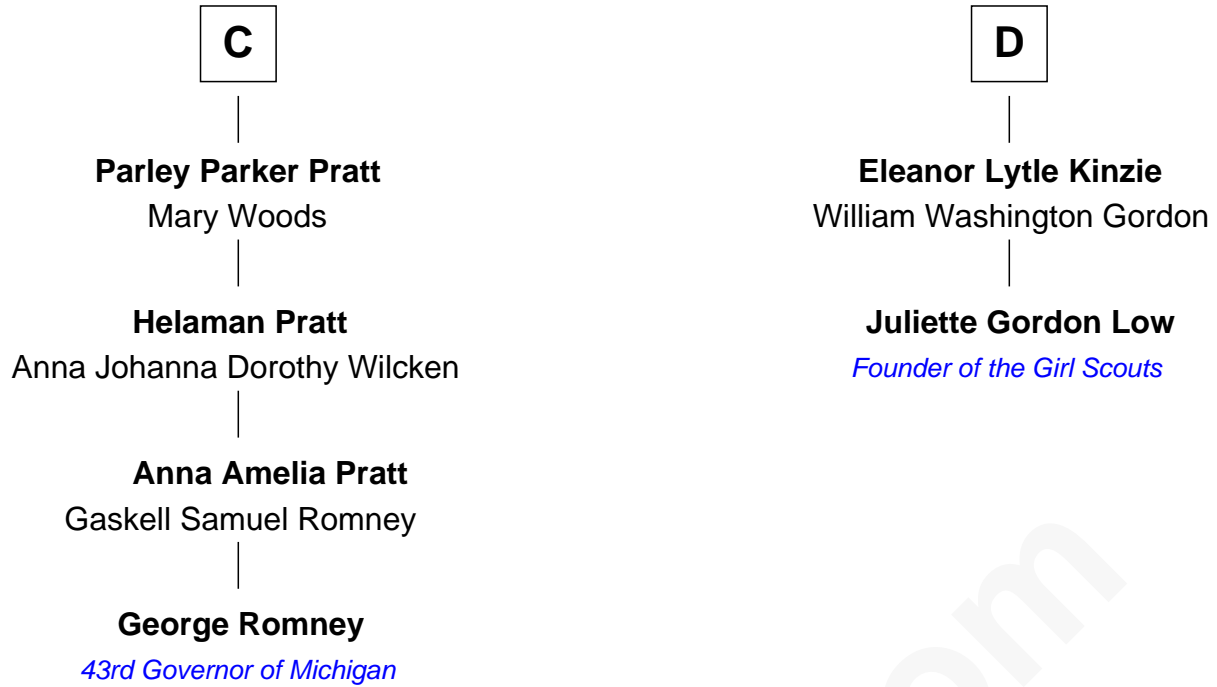 C
Parley Parker Pratt
Mary Woods
Helaman Pratt
Anna Johanna Dorothy Wilcken
Anna Amelia Pratt
Gaskell Samuel Romney
George Romney
43rd Governor of Michigan
D
Eleanor Lytle Kinzie
William Washington Gordon
Juliette Gordon Low
Founder of the Girl Scouts
om